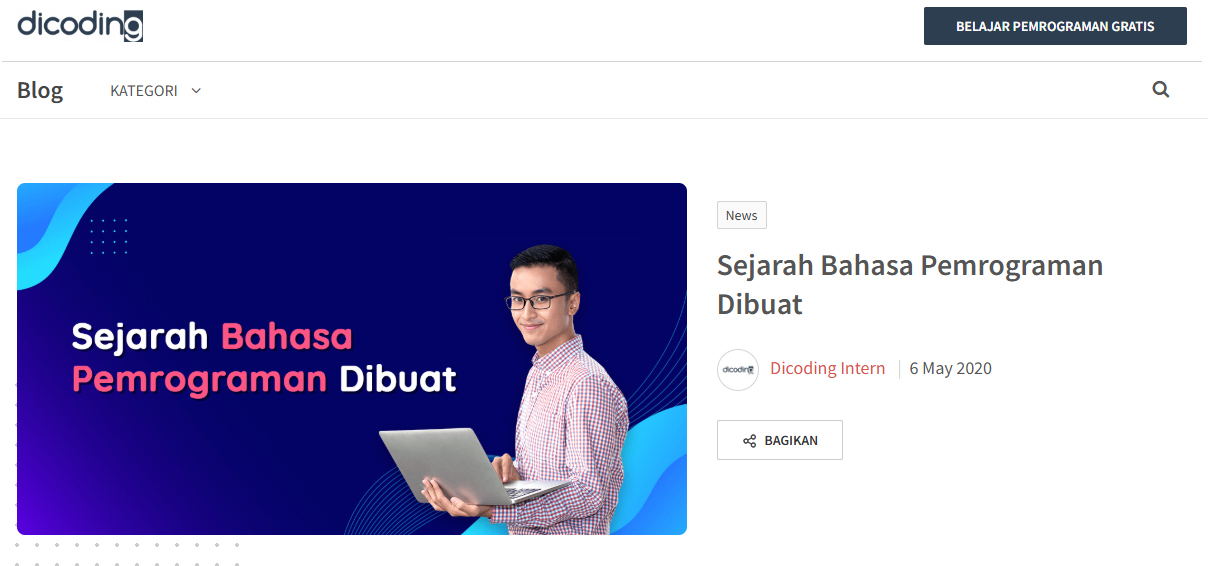 dicoding
BELAJAR PEMROGRAMAN GRATIS
Blog
KATEGORI
Sejarah Bahasa
Pemrograman Dibuat
News
Sejarah Bahasa Pemrograman
Dibuat
dicoding
Dicoding Intern
6 May 2020
BAGIKAN